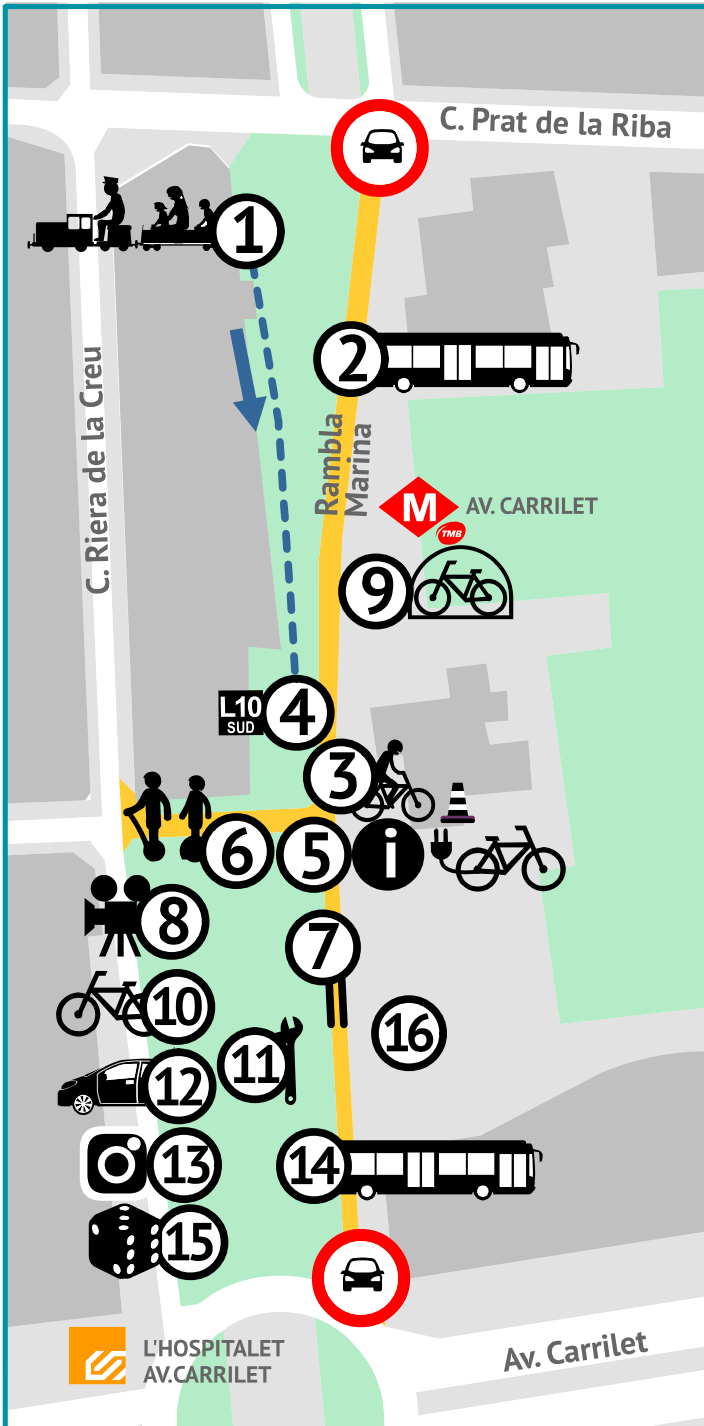 C. Prat de la Riba
1
C. Riera de la Creu
2
Rambla
Marina
M
TMB
AV. CARRILET
9
L10
SUD
4
3
6
5
i
8
7
10
16
11
12
13
14
15
L'HOSPITALET
AV.CARRILET
Av. Carrilet